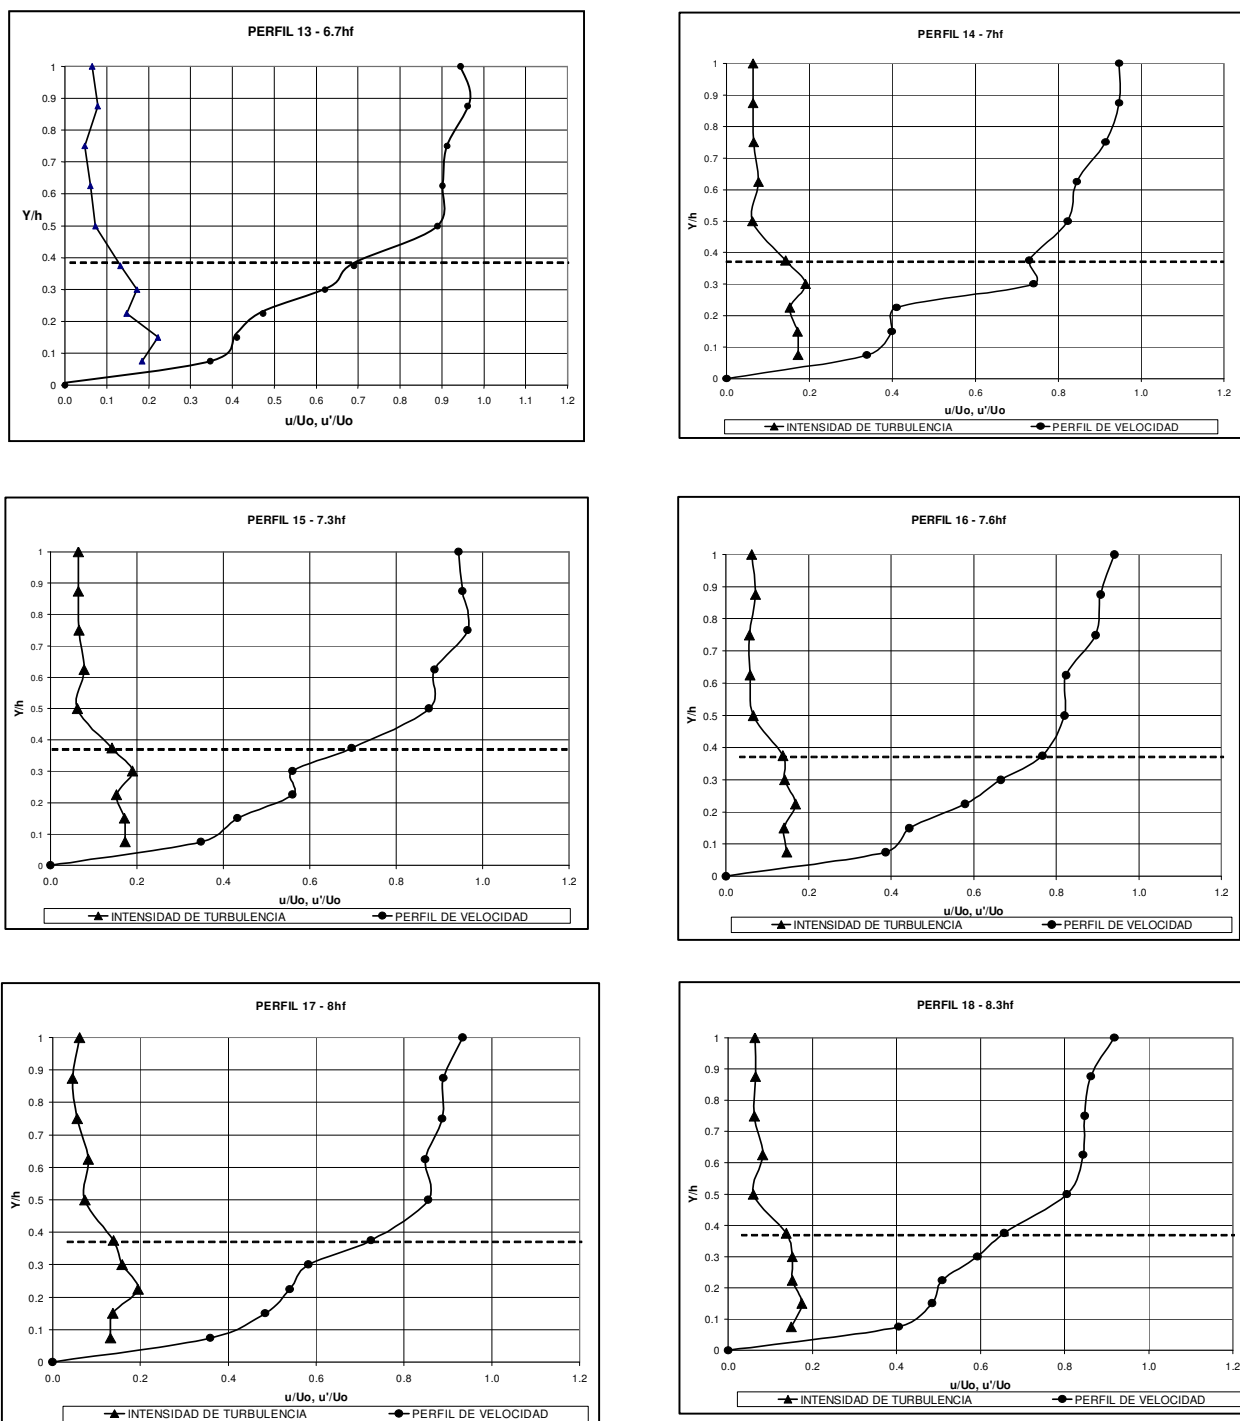 PERFIL 13 - 6.7hf
1
0.9
0.8
0.7
0.6
Y/h
0.5
0.4
0.3
0.2
0.1
0
0.0 0.1 0.2 0.3 0.4 0.5 0.6 0.7 0.8 0.9 1.0 1.1 1.2
u/Uo, u'/Uo
PERFIL 14 - 7hf
1
0.9
0.8
0.7
0.6
0.5
Y/h
0.4
0.3
0.2
0.1
0
0.0 0.2 0.4 0.6 0.8 1.0 1.2
u/Uo, u'/Uo
INTENSIDAD DE TURBULENCIA PERFIL DE VELOCIDAD
PERFIL 15 - 7.3hf
1
0.9
0.8
0.7
0.6
0.5
Y/h
0.4
0.3
0.2
0.1
0
0.0 0.2 0.4 0.6 0.8 1.0 1.2
u/Uo, u'/Uo
INTENSIDAD DE TURBULENCIA PERFIL DE VELOCIDAD
PERFIL 16 - 7.6hf
1
0.9
0.8
0.7
0.6
0.5
Y/h
0.4
0.3
0.2
0.1
0
0.0 0.2 0.4 0.6 0.8 1.0 1.2
u/Uo, u'/Uo
INTENSIDAD DE TURBULENCIA PERFIL DE VELOCIDAD
PERFIL 17 - 8hf
1
0.9
0.8
0.7
0.6
0.5
Y/h
0.4
0.3
0.2
0.1
0
0.0 0.2 0.4 0.6 0.8 1.0 1.2
u/Uo, u'/Uo
INTENSIDAD DE TURBULENCIA PERFIL DE VELOCIDAD
PERFIL 18 - 8.3hf
1
0.9
0.8
0.7
0.6
0.5
Y/h
0.4
0.3
0.2
0.1
0
0.0 0.2 0.4 0.6 0.8 1.0 1.2
u/Uo, u'/Uo
INTENSIDAD DE TURBULENCIA PERFIL DE VELOCIDAD